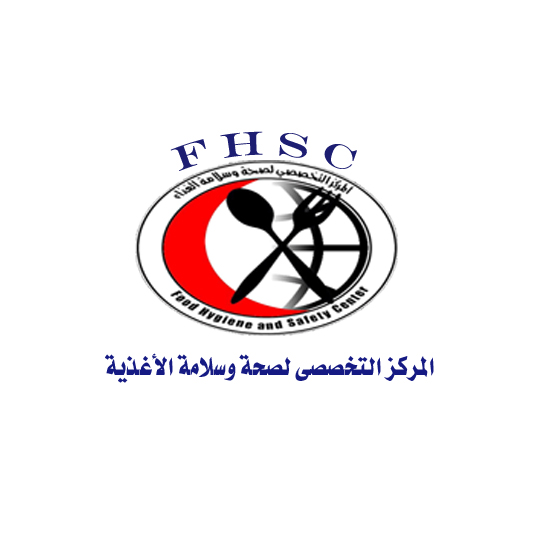 FHSC
المركز التخصصي لصحة وسلامة الغذاء
Food Hygiene and Safety Center
المركز التخصصى لصحة وسلامة الأغذية